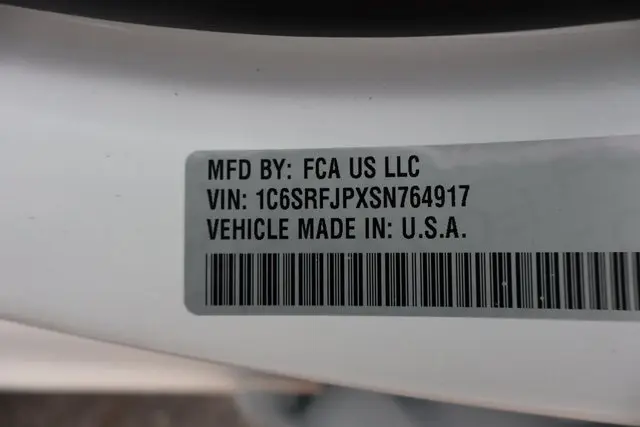 MFD BY: FCA US LLC
VIN: 1C6SRFJPXSN764917
VEHICLE MADE IN: U.S.A.